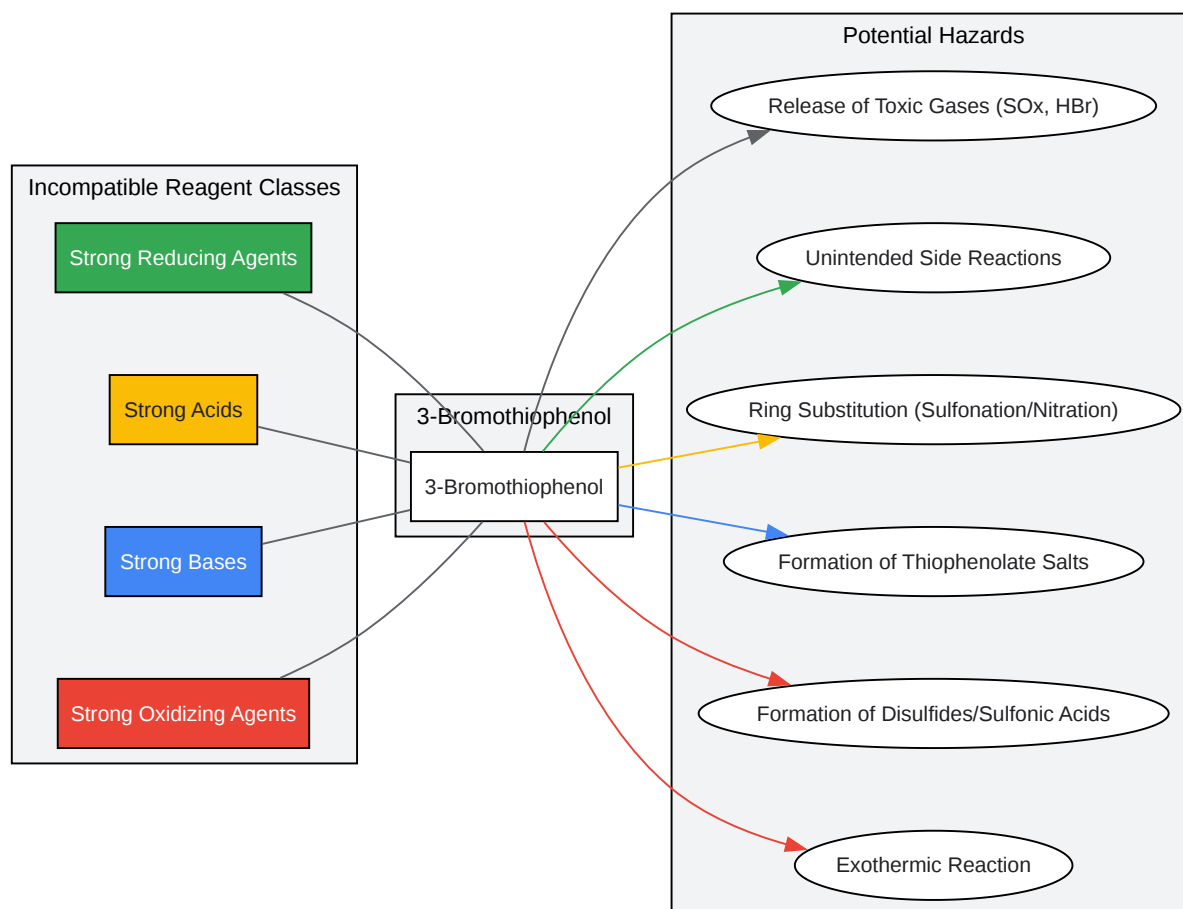 Incompatible Reagent Classes
Strong Reducing Agents
Strong Acids
Strong Bases
Strong Oxidizing Agents
3-Bromothiophenol
3-Bromothiophenol
Potential Hazards
Release of Toxic Gases (SOx, HBr)
Unintended Side Reactions
Ring Substitution (Sulfonation/Nitration)
Formation of Thiophenolate Salts
Formation of Disulfides/Sulfonic Acids
Exothermic Reaction